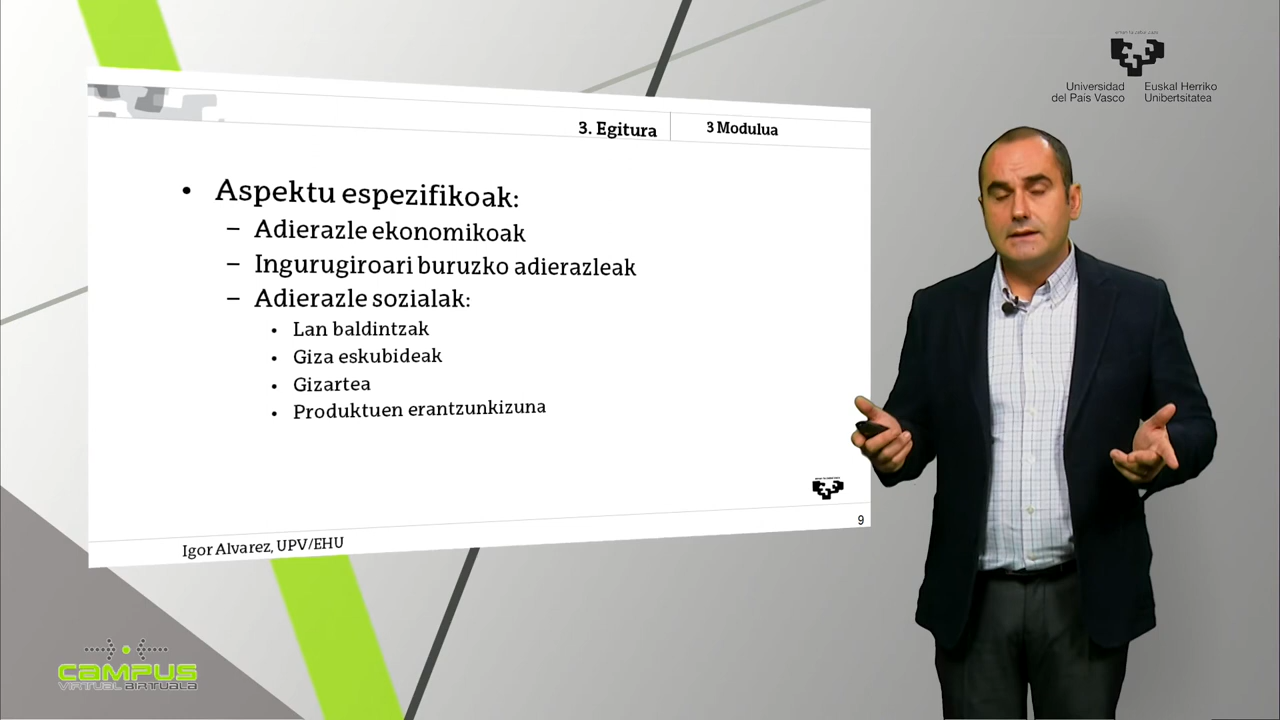 Universidad
del País Vasco
Euskal Herriko
Unibertsitatea
3. Egitura
3 Modulua
• Aspektu espezifikoak:
– Adierazle ekonomikoak
– Ingurugiroari buruzko adierazleak
– Adierazle sozialak:
• Lan baldintzak
• Giza eskubideak
• Gizartea
• Produktuen erantzunkizuna
9
Igor Alvarez, UPV/EHU
CAMPUS
VIRTUAL BIRTUALA